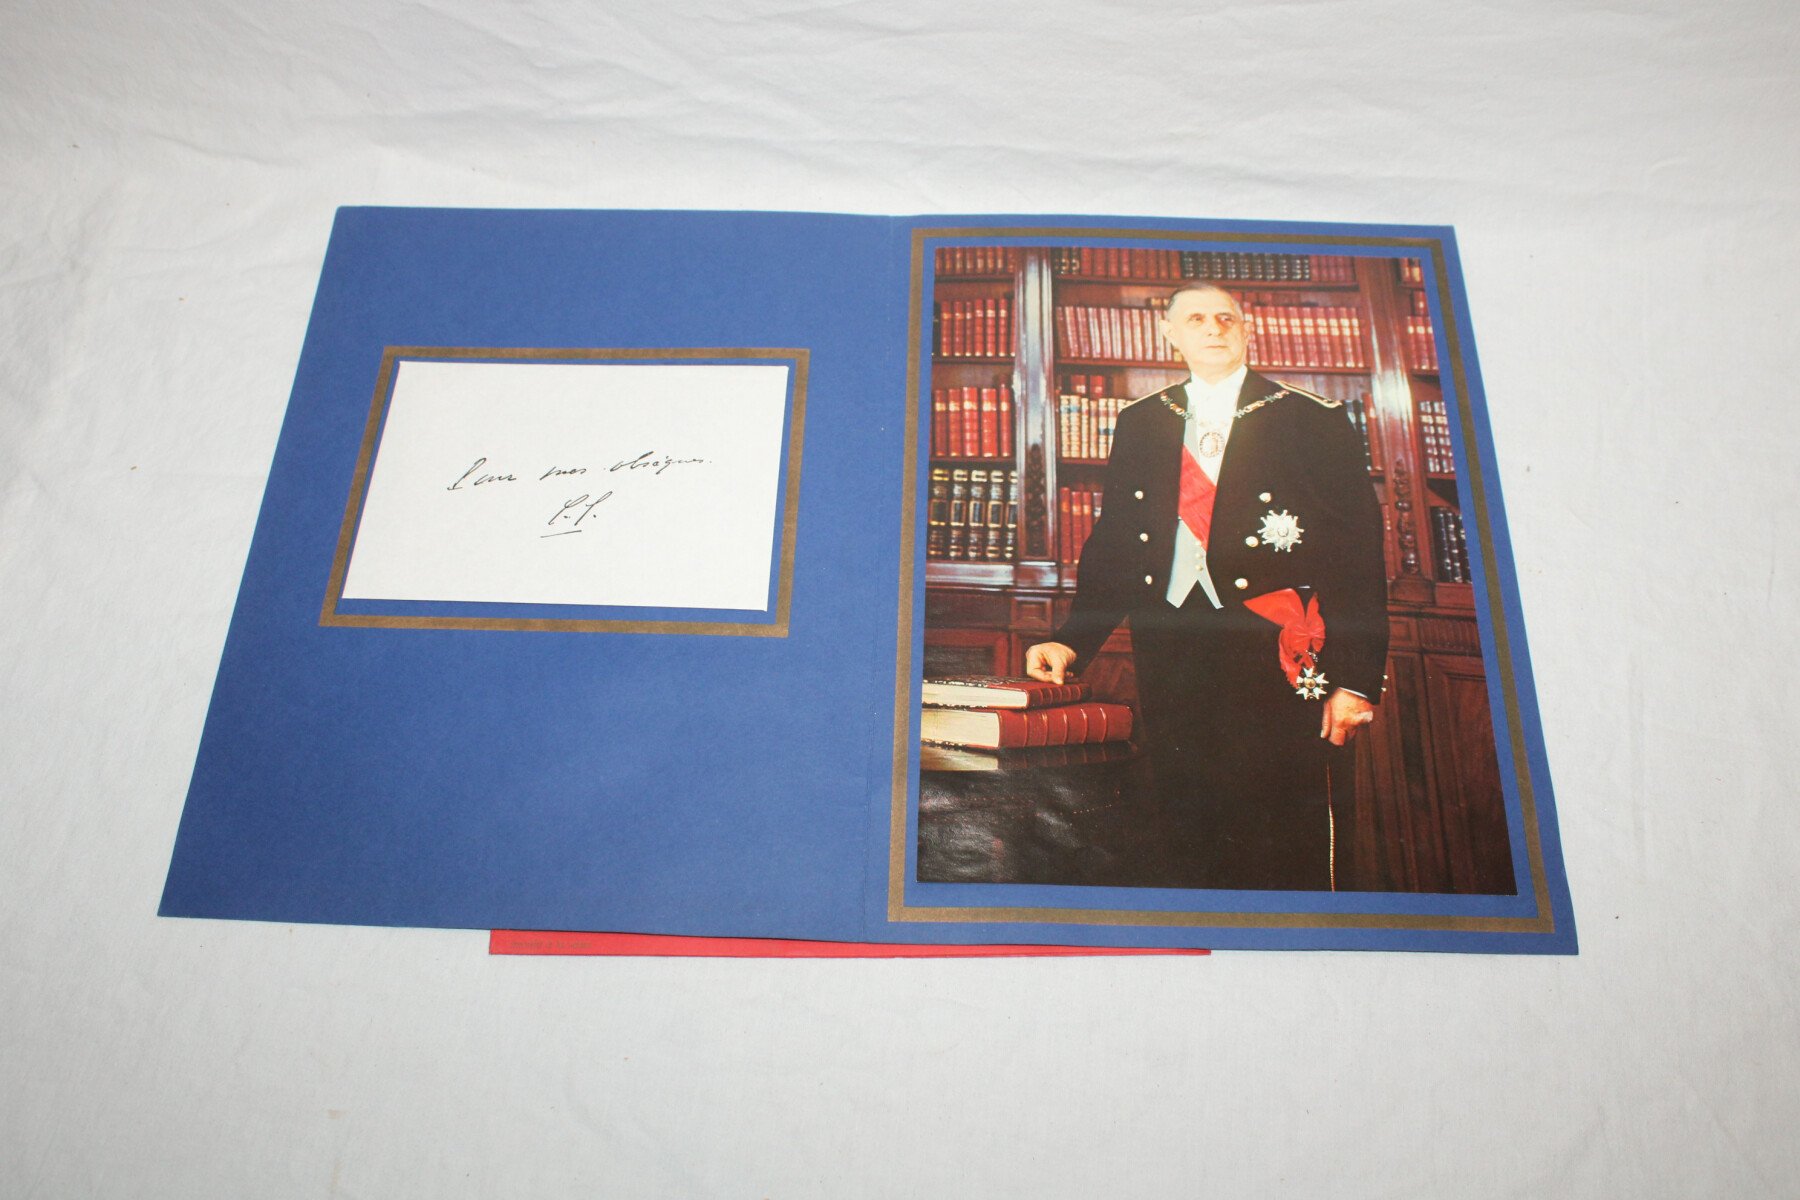 Pour mes obsèques.
C. G.